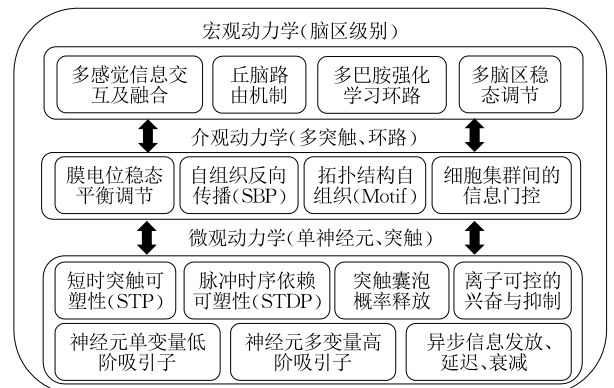 宏观动力学(脑区级别)
多感觉信息交
互及融合
丘脑路
由机制
多巴胺强化
学习环路
多脑区稳
态调节
介观动力学(多突触、环路)
膜电位稳态
平衡调节
自组织反向
传播(SBP)
拓扑结构自
组织(Motif)
细胞集群间的
信息门控
微观动力学(单神经元、突触)
短时突触可
塑性(STP)
脉冲时序依赖
可塑性(STDP)
突触囊泡
概率释放
离子可控的
兴奋与抑制
神经元单变量低
阶吸引子
神经元多变量高
阶吸引子
异步信息发放、
延迟、衰减